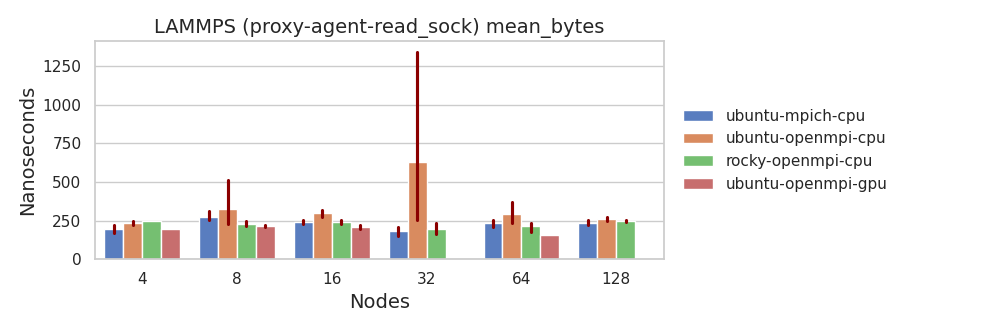 LAMMPS (proxy-agent-read_sock) mean_bytes
Nanoseconds
1250
1000
750
500
250
0
4 8 16 32 64 128
Nodes
ubuntu-mpich-cpu
ubuntu-openmpi-cpu
rocky-openmpi-cpu
ubuntu-openmpi-gpu